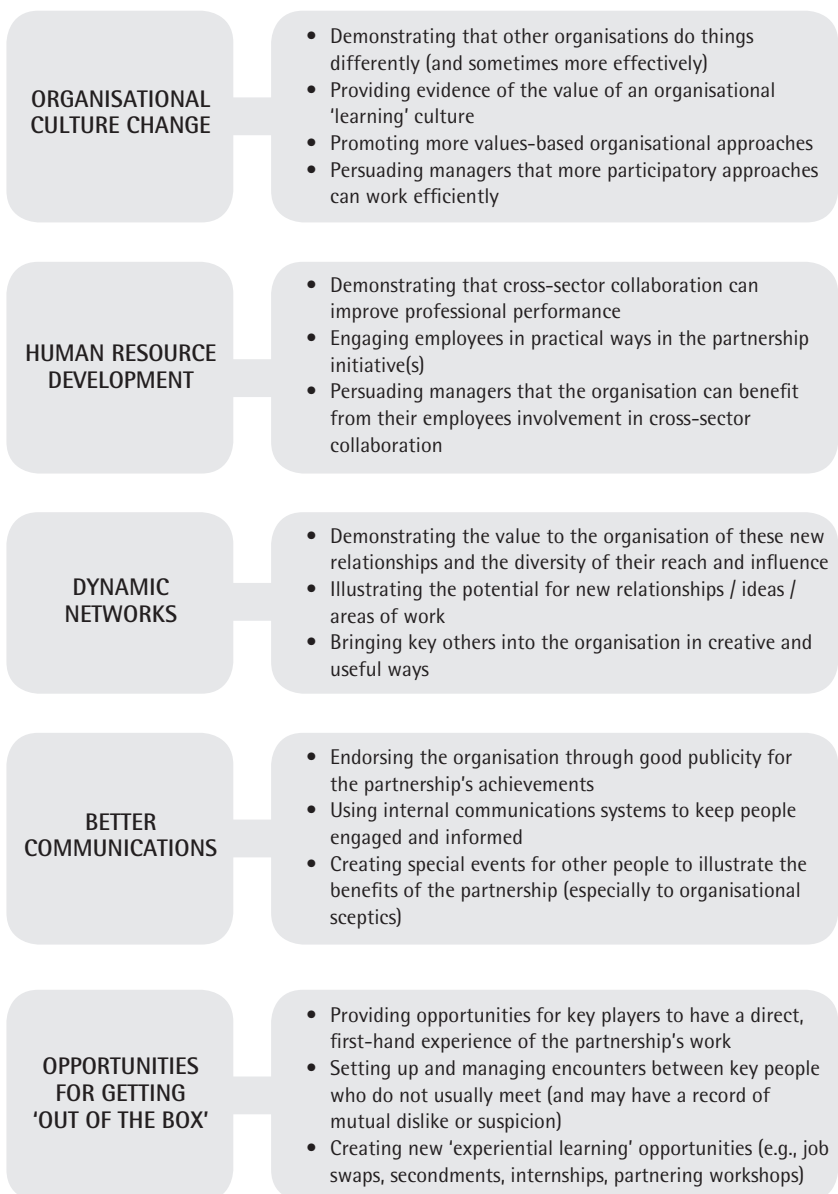 ORGANISATIONAL
CULTURE CHANGE
• Demonstrating that other organisations do things
differently (and sometimes more effectively)
• Providing evidence of the value of an organisational
‘learning’ culture
• Promoting more values-based organisational approaches
• Persuading managers that more participatory approaches
can work efficiently
HUMAN RESOURCE
DEVELOPMENT
• Demonstrating that cross-sector collaboration can
improve professional performance
• Engaging employees in practical ways in the partnership
initiative(s)
• Persuading managers that the organisation can benefit
from their employees involvement in cross-sector
collaboration
DYNAMIC
NETWORKS
• Demonstrating the value to the organisation of these new
relationships and the diversity of their reach and influence
• Illustrating the potential for new relationships / ideas /
areas of work
• Bringing key others into the organisation in creative and
useful ways
BETTER
COMMUNICATIONS
• Endorsing the organisation through good publicity for
the partnership’s achievements
• Using internal communications systems to keep people
engaged and informed
• Creating special events for other people to illustrate the
benefits of the partnership (especially to organisational
sceptics)
OPPORTUNITIES
FOR GETTING
‘OUT OF THE BOX’
• Providing opportunities for key players to have a direct,
first-hand experience of the partnership’s work
• Setting up and managing encounters between key people
who do not usually meet (and may have a record of
mutual dislike or suspicion)
• Creating new ‘experiential learning’ opportunities (e.g., job
swaps, secondments, internships, partnering workshops)